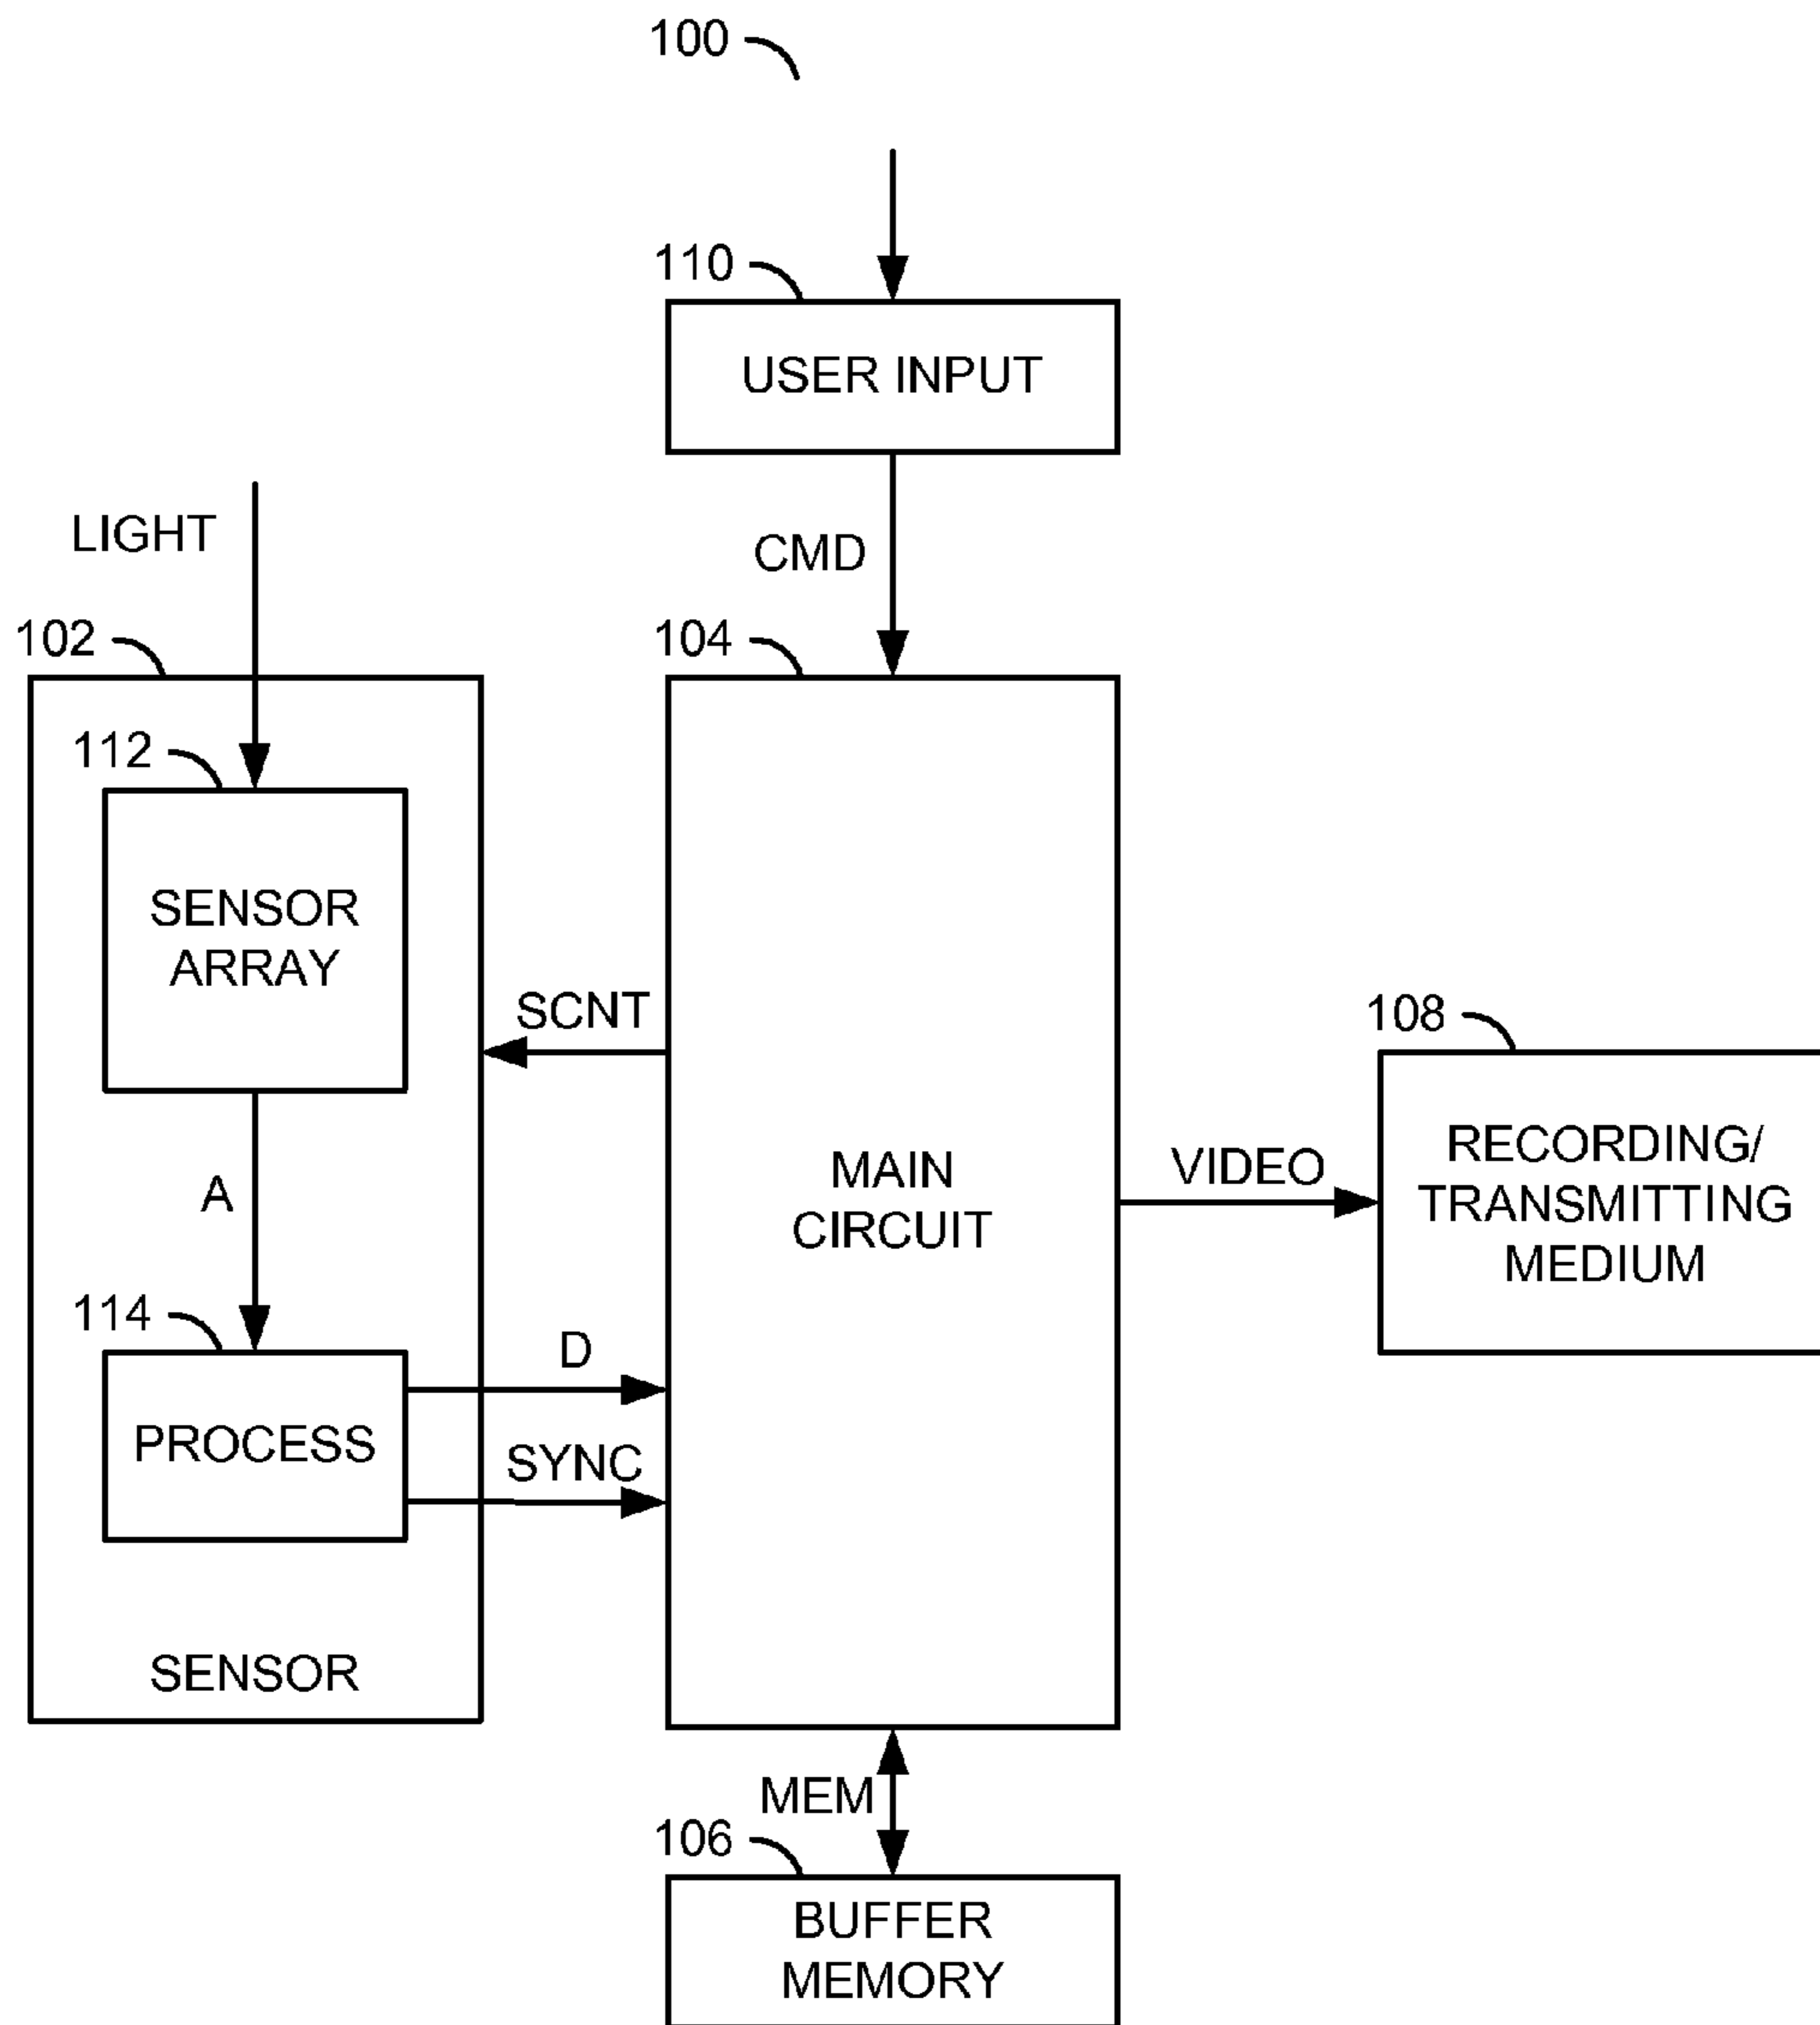 100
110
USER INPUT
LIGHT
CMD
102
104
112
SENSOR
ARRAY
SCNT
108
RECORDING/
TRANSMITTING
MEDIUM
MAIN
CIRCUIT
VIDEO
A
114
D
PROCESS
SYNC
SENSOR
MEM
106
BUFFER
MEMORY